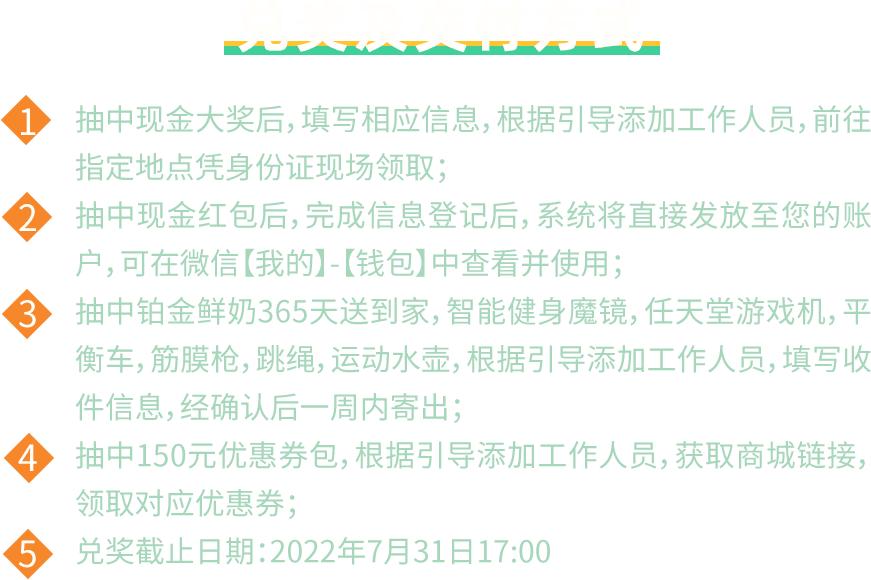 兑奖及交付方式
1 抽中现金大奖后，填写相应信息，根据引导添加工作人员，前往
指定地点凭身份证现场领取；
2 抽中现金红包后，完成信息登记后，系统将直接发放至您的账
户，可在微信【我的】-【钱包】中查看并使用；
3 抽中铂金鲜奶365天送到家，智能健身魔镜，任天堂游戏机，平
衡车，筋膜枪，跳绳，运动水壶，根据引导添加工作人员，填写收
件信息，经确认后一周内寄出；
4 抽中150元优惠券包，根据引导添加工作人员，获取商城链接，
领取对应优惠券；
5 兑奖截止日期：2022年7月31日17:00